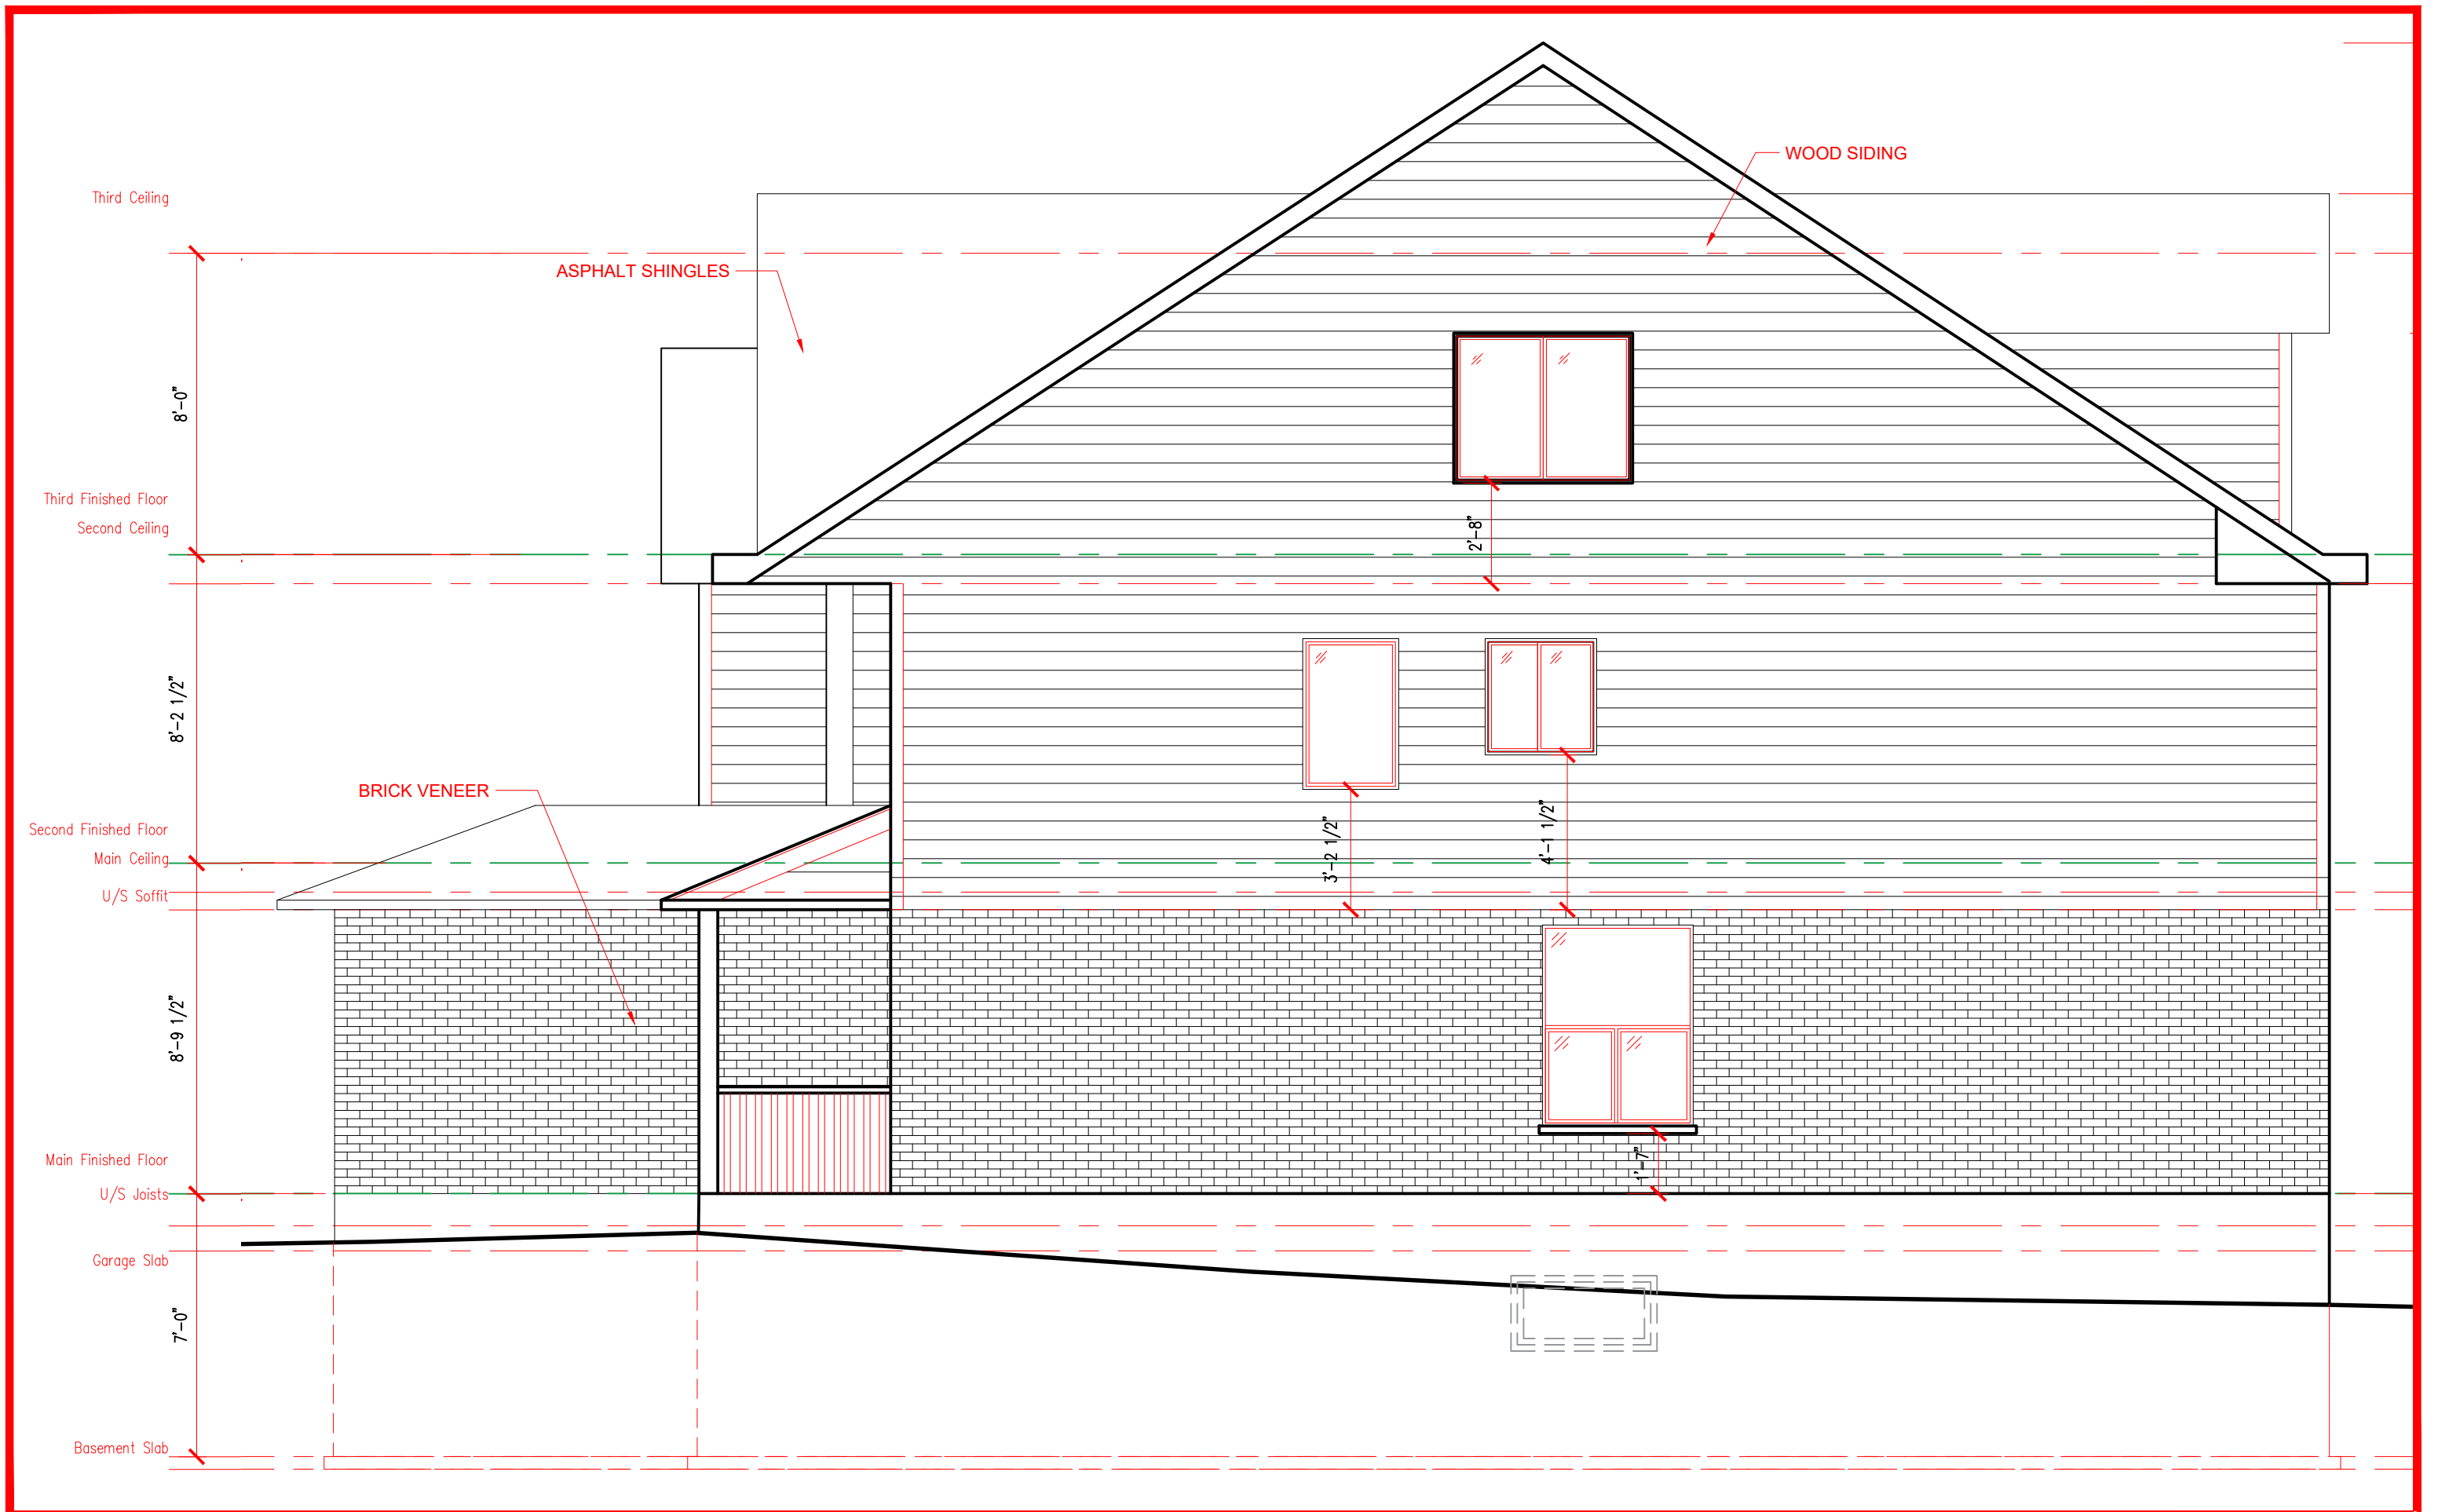 WOOD SIDING
Third Ceiling
ASPHALT SHINGLES
8'-0"
Third Finished Floor
Second Ceiling
2'-8"
8'-2 1/2"
BRICK VENEER
Second Finished Floor
3'-2 1/2"
4'-1 1/2"
Main Ceiling
U/S Soffit
8'-9 1/2"
Main Finished Floor
1'-7"
U/S Joists
Garage Slab
7'-0"
Basement Slab